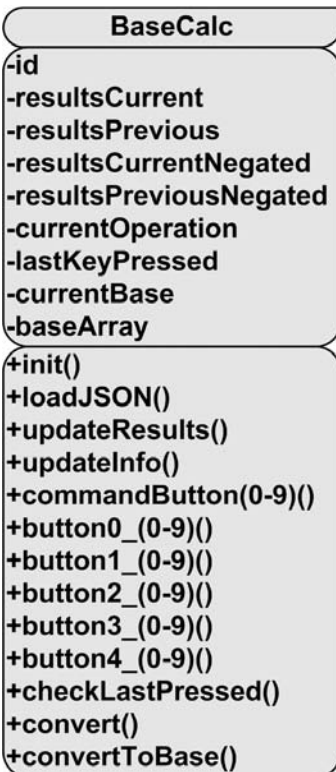 BaseCalc
-id
-resultsCurrent
-resultsPrevious
-resultsCurrentNegated
-resultsPreviousNegated
-currentOperation
-lastKeyPressed
-currentBase
-baseArray
+init()
+loadJSON()
+updateResults()
+updateInfo()
+commandButton(0-9)()
+button0_(0-9)()
+button1_(0-9)()
+button2_(0-9)()
+button3_(0-9)()
+button4_(0-9)()
+checkLastPressed()
+convert()
+convertToBase()